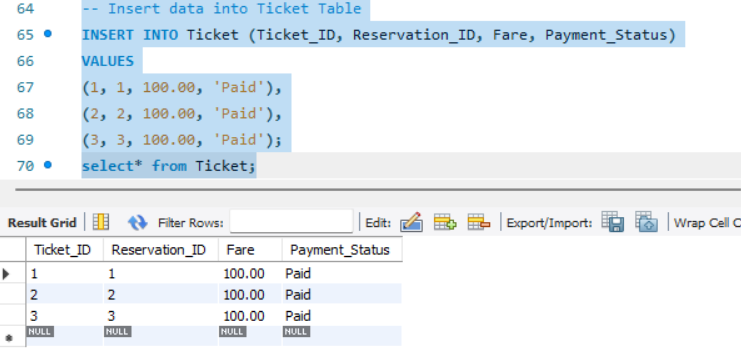 64 -- Insert data into Ticket Table
65 INSERT INTO Ticket (Ticket_ID, Reservation_ID, Fare, Payment_Status)
66 VALUES
67 (1, 1, 100.00, 'Paid'),
68 (2, 2, 100.00, 'Paid'),
69 (3, 3, 100.00, 'Paid');
70 select* from Ticket;
Result Grid Filter Rows: Edit: Export/Import: Wrap Cell C
Ticket_ID Reservation_ID Fare Payment_Status
1 1 100.00 Paid
2 2 100.00 Paid
3 3 100.00 Paid
NULL NULL NULL NULL